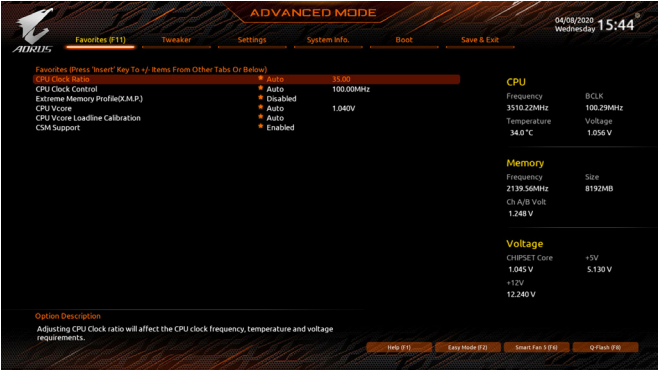 ADVANCED MODE
AORUS
04/08/2020 Wednesday 15:44
Favorites (F11) Tweaker Settings System Info. Boot Save & Exit
Favorites (Press 'Insert' Key To +/- Items From Other Tabs Or Below)
CPU Clock Ratio Auto 35.00
CPU Clock Control Auto 100.00MHz
Extreme Memory Profile(X.M.P.) Disabled
CPU Vcore Auto 1.040V
CPU Vcore Loadline Calibration Auto
CSM Support Enabled
CPU
Frequency BCLK
3510.22MHz 100.29MHz
Temperature Voltage
34.0 °C 1.056 V
Memory
Frequency Size
2139.56MHz 8192MB
Ch A/B Volt
1.248 V
Voltage
CHIPSET Core +5V
1.045 V 5.130 V
+12V
12.240 V
Option Description
Adjusting CPU Clock ratio will affect the CPU clock frequency, temperature and voltage
requirements.
Help (F1) Easy Mode (F2) Smart Fan 5 (F6) Q-Flash (F8)